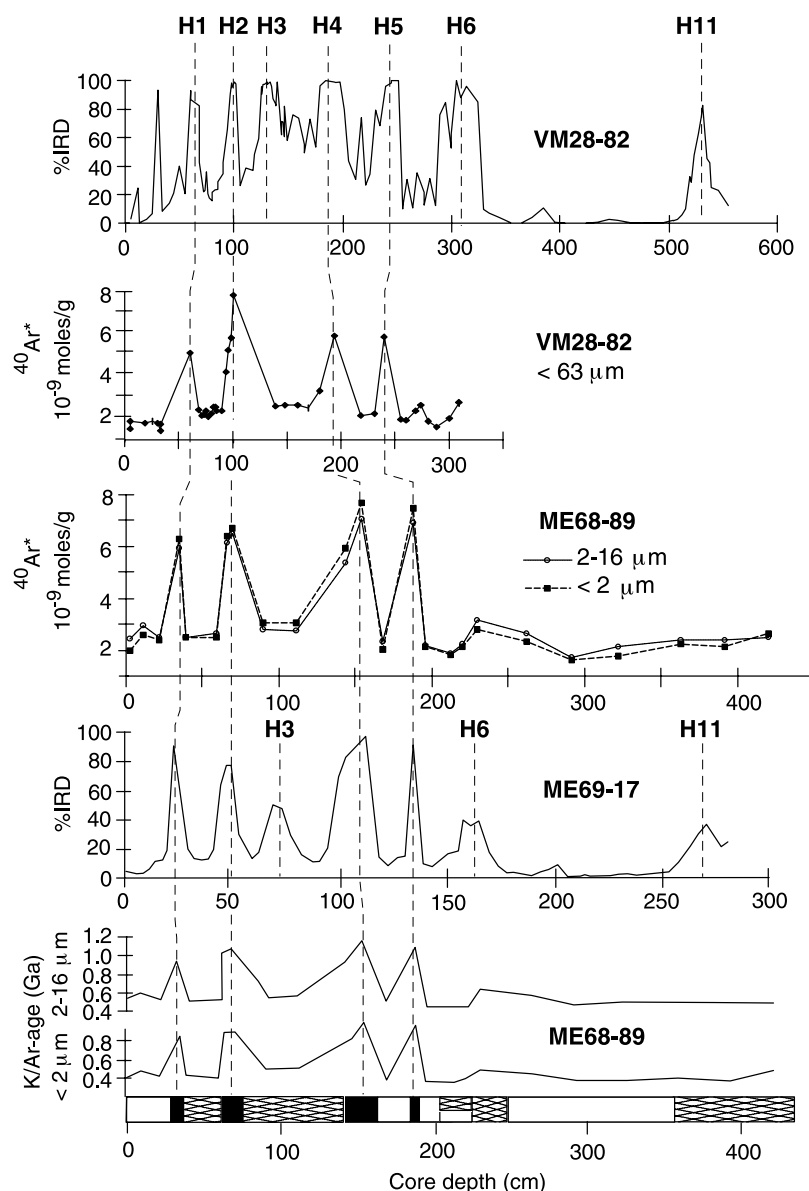 H1 H2 H3 H4 H5 H6 H11
%IRD
100
80
60
40
20
0
VM28-82
0 100 200 300 400 500 600
40Ar*
10-9 moles/g
8
6
4
2
VM28-82
< 63 μm
0 100 200 300
40Ar*
10-9 moles/g
8
6
4
2
ME68-89
2-16 μm
< 2 μm
0 100 200 300 400
H3 H6 H11
%IRD
100
80
60
40
20
0
ME69-17
0 50 100 150 200 250 300
K/Ar-age (Ga)
2-16 μm
1.2
1.0
0.8
0.6
0.4
< 2 μm
0.8
0.6
0.4
ME68-89
0 100 200 300 400
Core depth (cm)